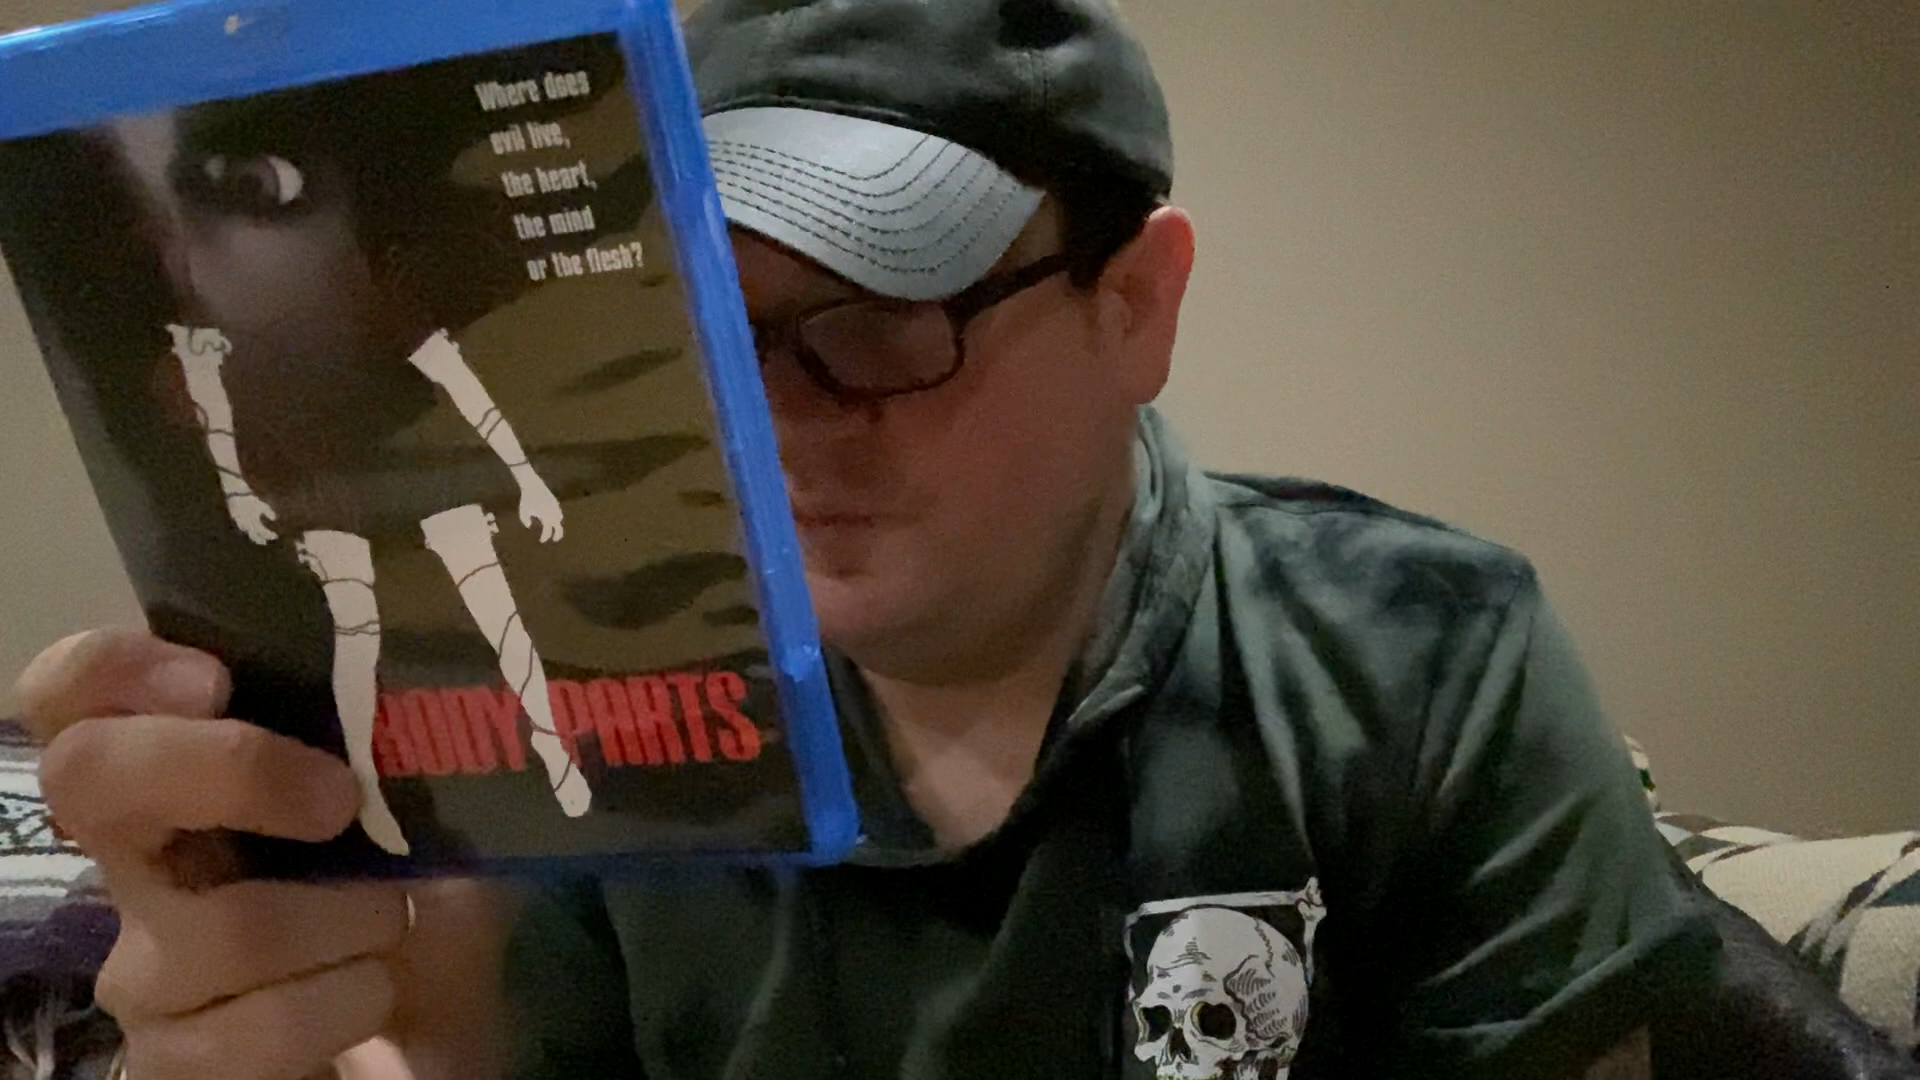 Where does
evil live,
the heart,
the mind
or the flesh?
BODY PARTS